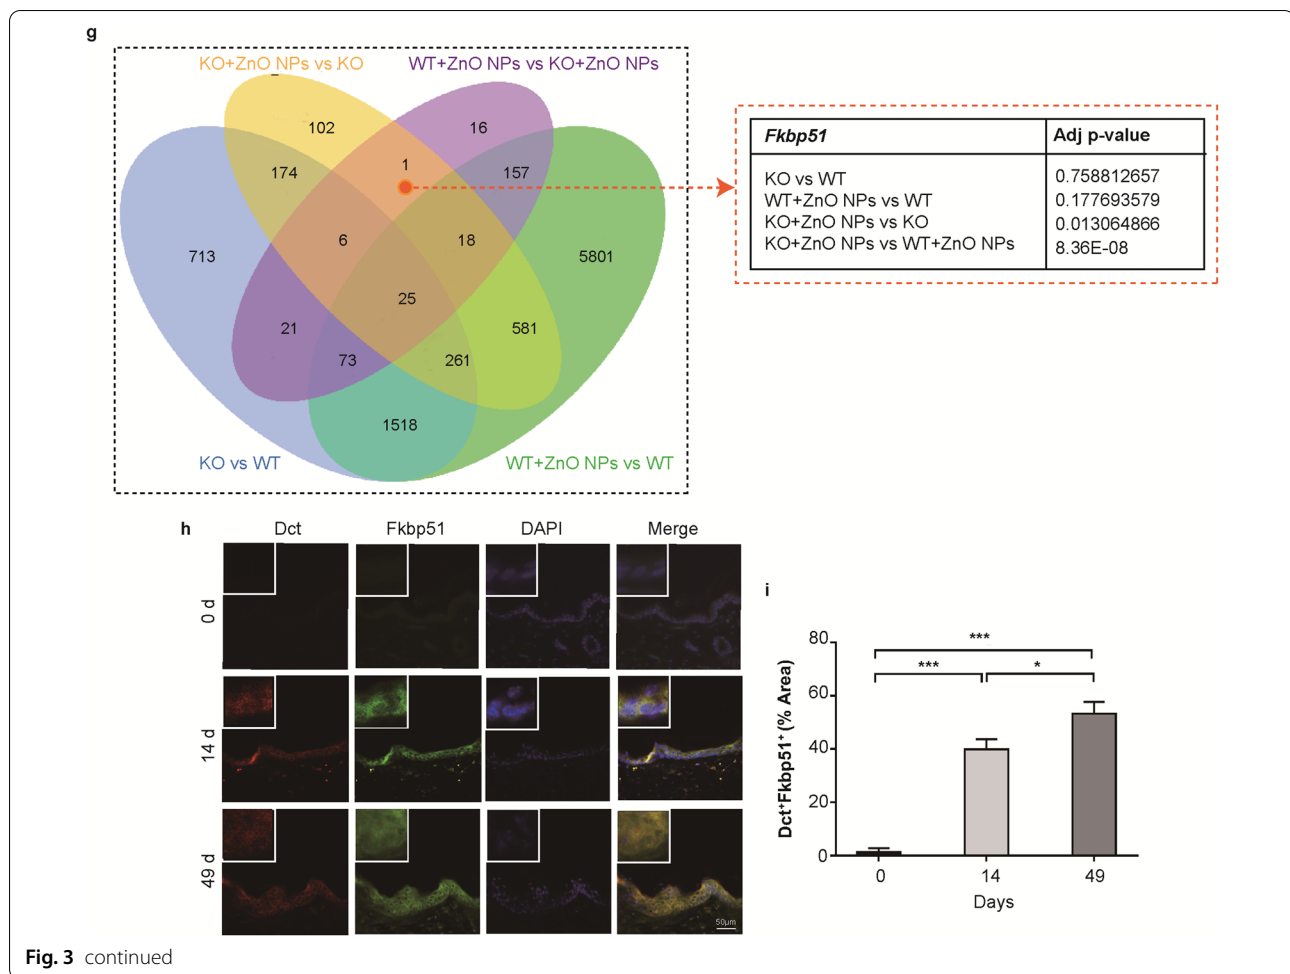 g
KO+ZnO NPs vs KO
WT+ZnO NPs vs KO+ZnO NPs
102
16
1
174
157
6
18
713
5801
25
21
581
73
261
1518
KO vs WT
WT+ZnO NPs vs WT
Fkbp51 Adj p-value
KO vs WT 0.758812657
WT+ZnO NPs vs WT 0.177693579
KO+ZnO NPs vs KO 0.013064866
KO+ZnO NPs vs WT+ZnO NPs 8.36E-08
h
Dct Fkbp51 DAPI Merge
0 d
14 d
49 d
50μm
i
Dct⁺Fkbp51⁺ (% Area)
80
60
40
20
0
***
*** *
0 14 49
Days
Fig. 3 continued